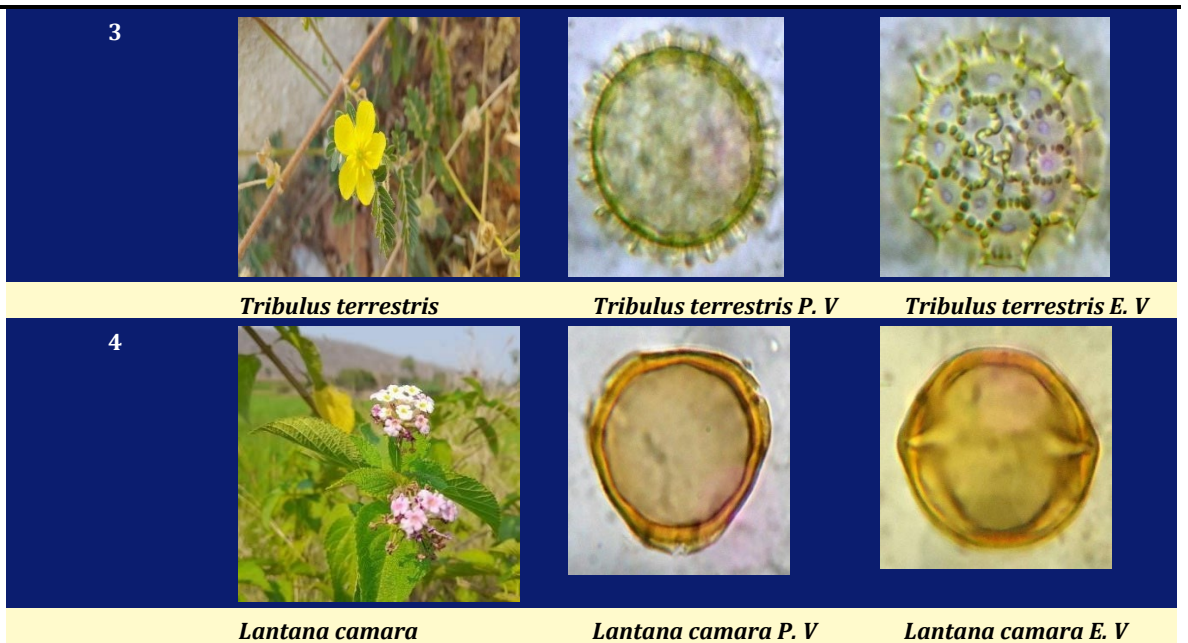 3
Tribulus terrestris Tribulus terrestris P. V Tribulus terrestris E. V
4
Lantana camara Lantana camara P. V Lantana camara E. V